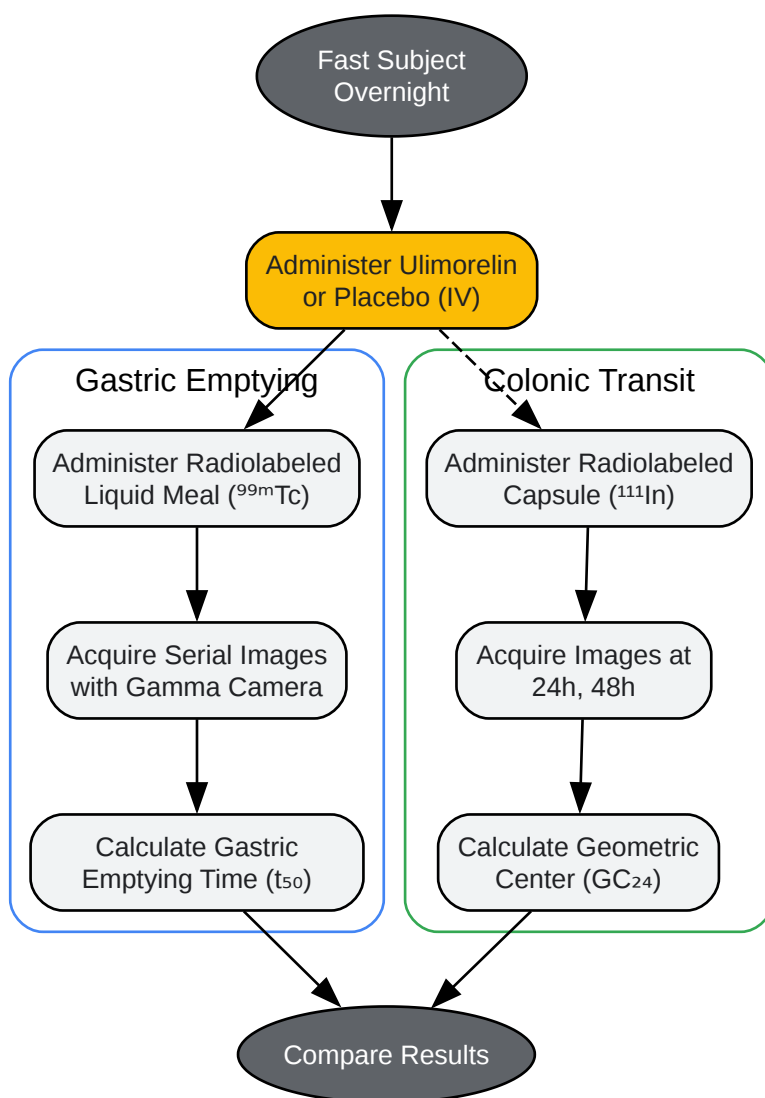 Fast Subject
Overnight
Administer Ulimorelin
or Placebo (IV)
Gastric Emptying
Administer Radiolabeled
Liquid Meal (⁹⁹ᵐTc)
Acquire Serial Images
with Gamma Camera
Calculate Gastric
Emptying Time (t₅₀)
Colonic Transit
Administer Radiolabeled
Capsule (¹¹¹In)
Acquire Images at
24h, 48h
Calculate Geometric
Center (GC₂₄)
Compare Results